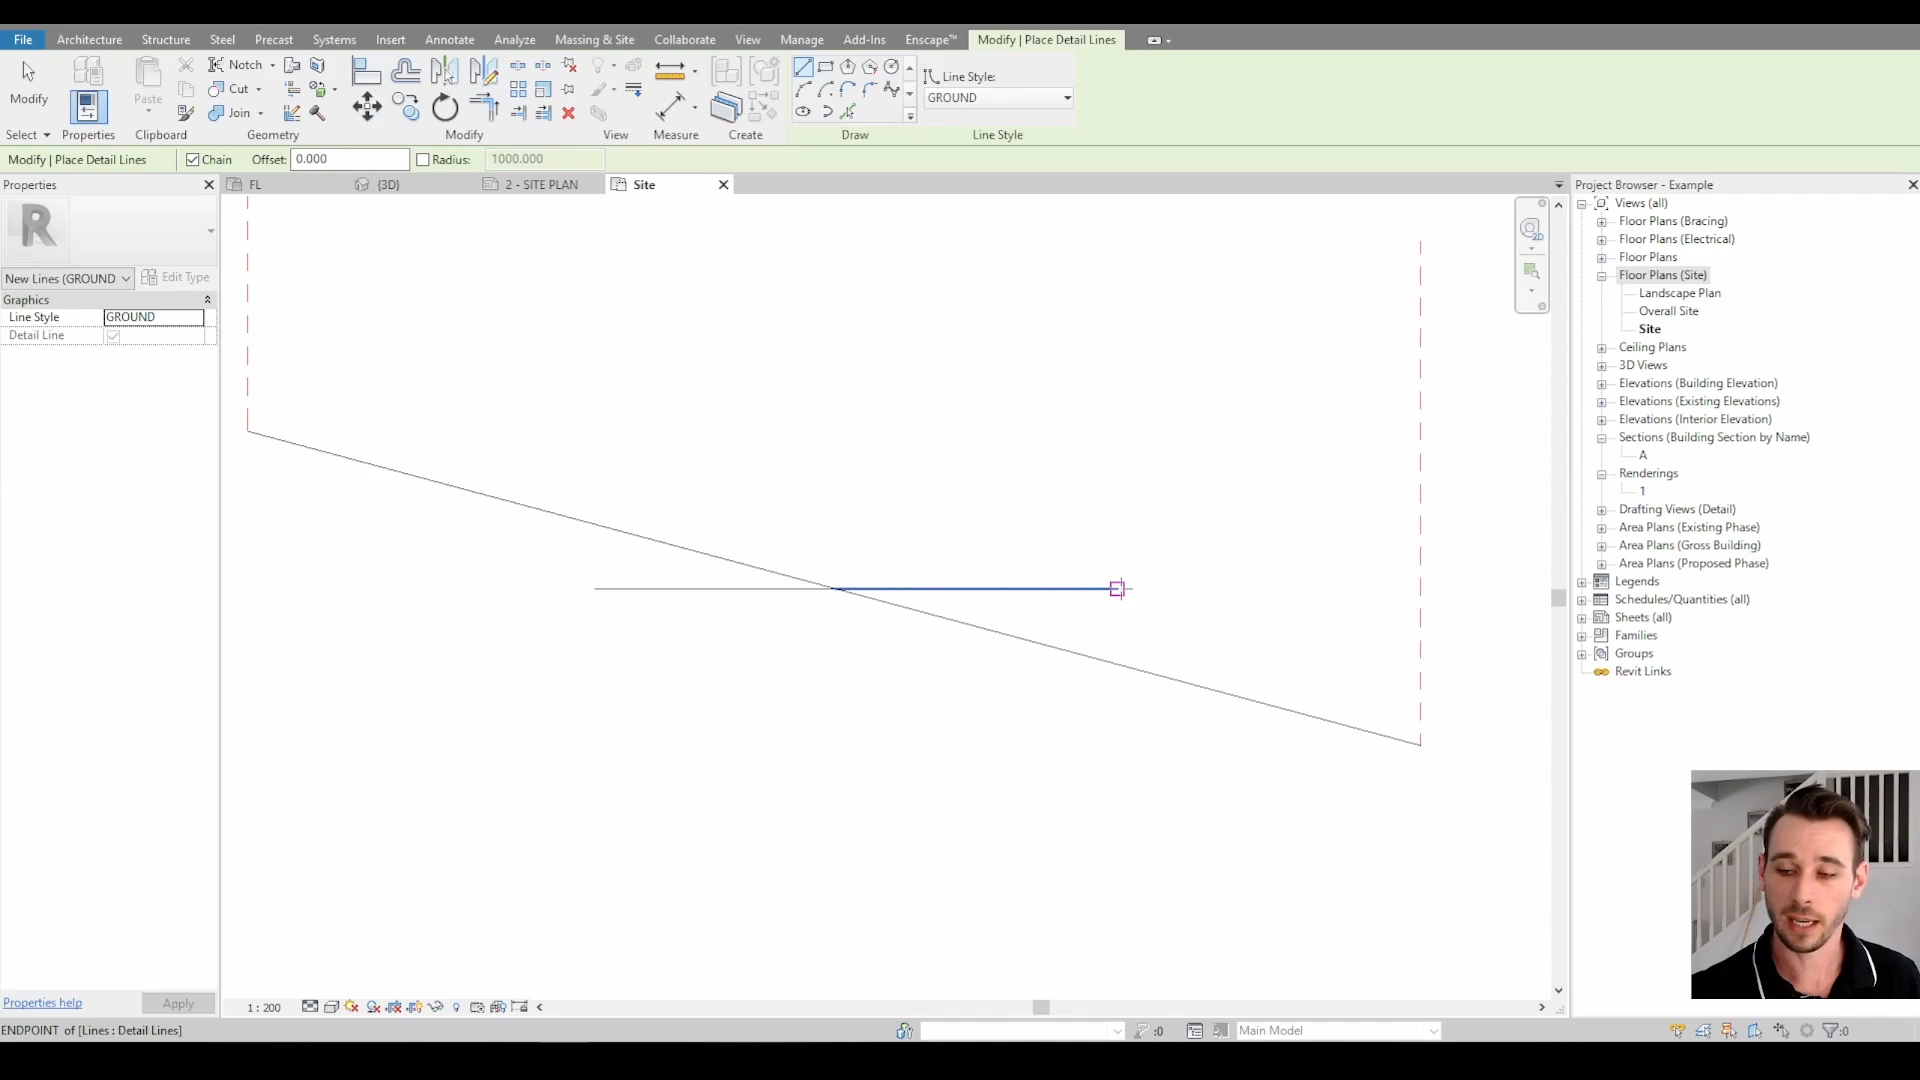 File Architecture Structure Steel Precast Systems Insert Annotate Analyze Massing & Site Collaborate View Manage Add-Ins Enscape™ Modify | Place Detail Lines
Notch
Cut
Join
Modify
Paste
Line Style:
GROUND
Select Properties Clipboard Geometry Modify View Measure Create Draw Line Style
Modify | Place Detail Lines Chain Offset: 0.000 Radius: 1000.000
Properties
FL {3D} 2 - SITE PLAN Site
R
New Lines (GROUND Edit Type
Graphics
Line Style GROUND
Detail Line
2D
Project Browser - Example
Views (all)
Floor Plans (Bracing)
Floor Plans (Electrical)
Floor Plans
Floor Plans (Site)
Landscape Plan
Overall Site
Site
Ceiling Plans
3D Views
Elevations (Building Elevation)
Elevations (Existing Elevations)
Elevations (Interior Elevation)
Sections (Building Section by Name)
A
Renderings
1
Drafting Views (Detail)
Area Plans (Existing Phase)
Area Plans (Gross Building)
Area Plans (Proposed Phase)
Legends
Schedules/Quantities (all)
Sheets (all)
Families
Groups
Revit Links
Properties help Apply
1 : 200
ENDPOINT of [Lines : Detail Lines]
:0
Main Model
:0